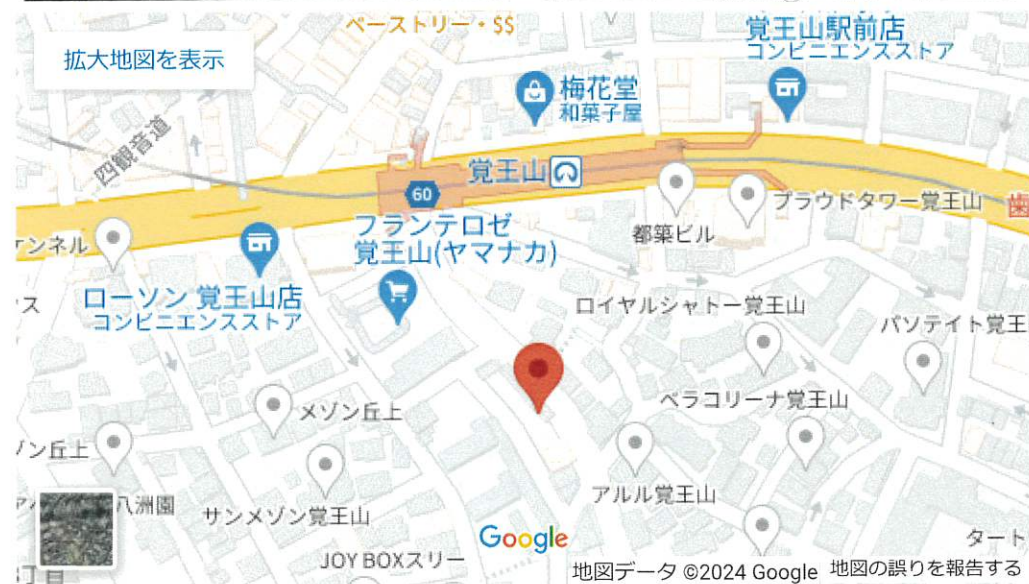 ペーストリー・$$
覚王山駅前店
コンビニエンスストア
拡大地図を表示
梅花堂
和菓子屋
四観音道
覚王山
60
プラウドタワー覚王山
フランテロゼ
覚王山(ヤマナカ)
都築ビル
ケンネル
ローソン 覚王山店
コンビニエンスストア
ロイヤルシャトー覚王山
パソテイト覚王
メゾン丘上
ベラコリーナ覚王山
ゾン丘上
アルル覚王山
八洲園
サンメゾン覚王山
Google
タート
JOY BOXスリー
地図データ ©2024 Google
地図の誤りを報告する